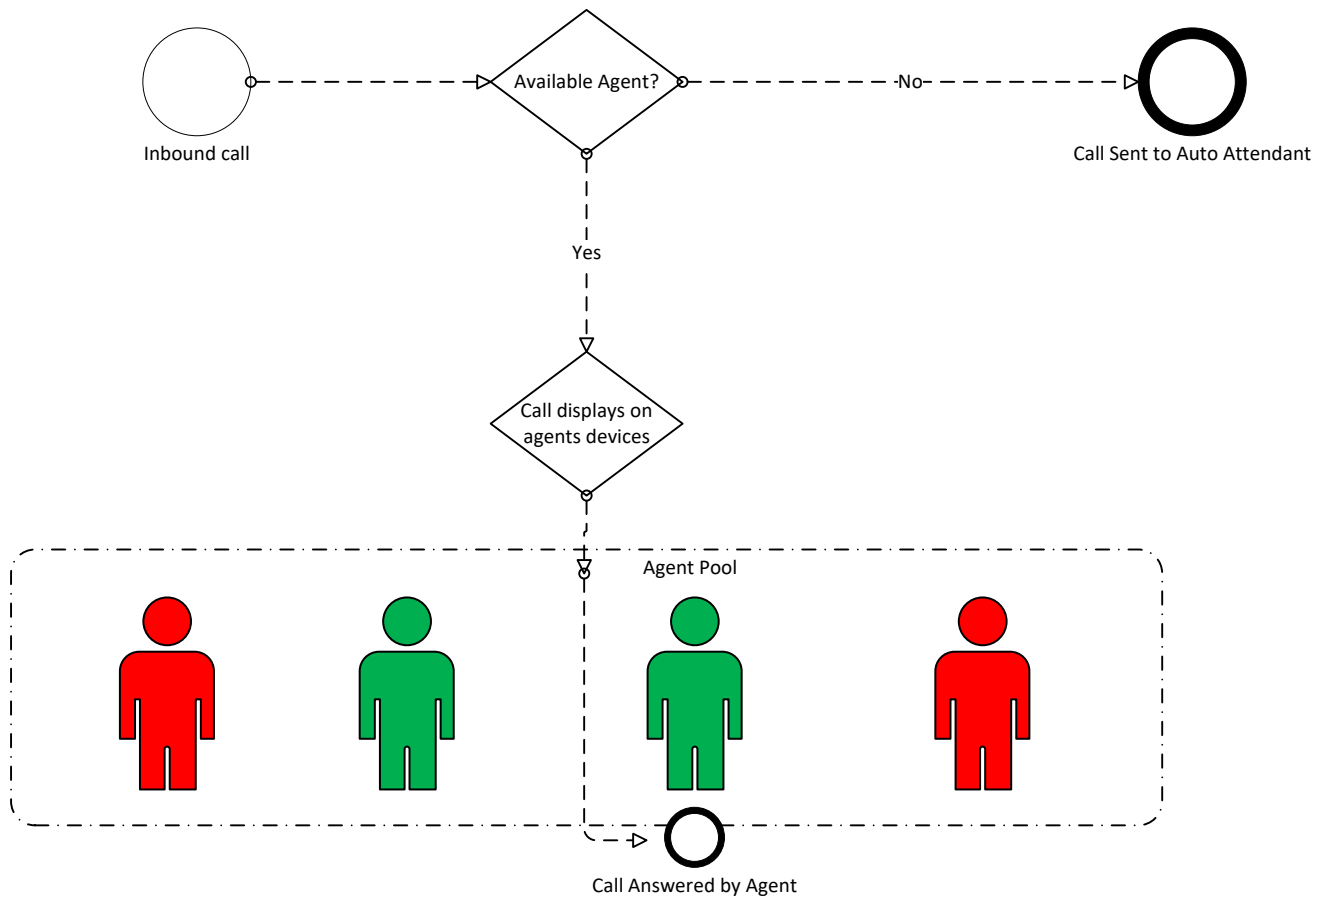 Available Agent?
No
Inbound call
Call Sent to Auto Attendant
Yes
Call displays on
agents devices
Agent Pool
Call Answered by Agent